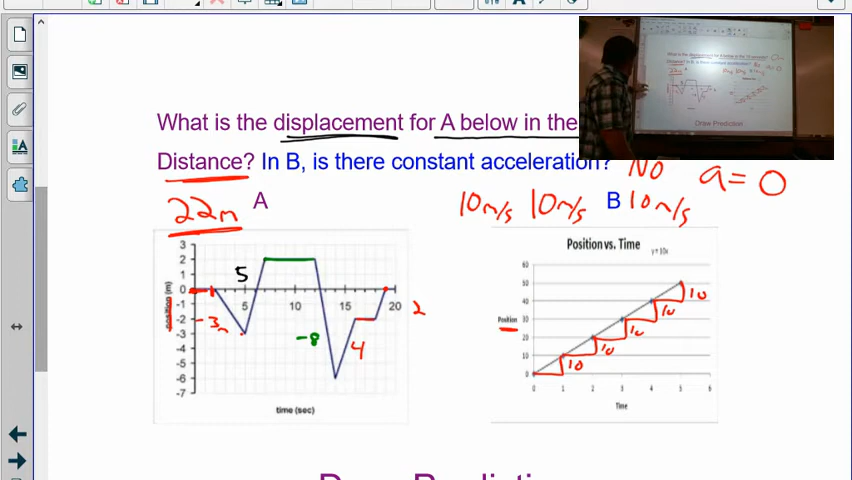 What is the displacement for A below in the
Distance? In B, is there constant acceleration?
NO a = 0
22m A 10m/s 10m/s B 10m/s
3
2
1
0
-1
-2
-3
-4
-5
-6
-7
5 10 15 20
position (m)
time (sec)
5
-3m
-8
4
2
Position vs. Time
y = 10x
60
50
40
30
20
10
0
0 1 2 3 4 5 6
Position
Time
10
10
10
10
10
Draw Prediction